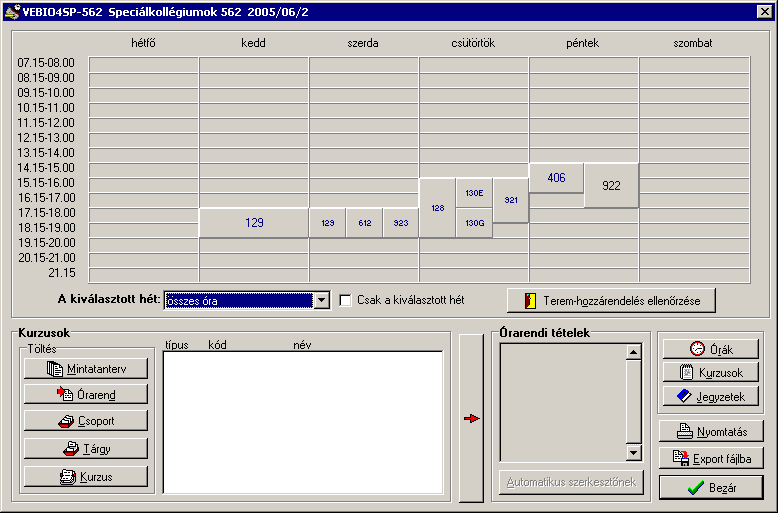 VEBIO4SP-562 Speciálkollégiumok 562 2005/06/2
hétfő kedd szerda csütörtök péntek szombat
07.15-08.00
08.15-09.00
09.15-10.00
10.15-11.00
11.15-12.00
12.15-13.00
13.15-14.00
14.15-15.00
15.15-16.00
16.15-17.00
17.15-18.00
18.15-19.00
19.15-20.00
20.15-21.00
21.15
406 922
128 130E 921
130G
129 129 612 923
A kiválasztott hét: összes óra Csak a kiválasztott hét Terem-hozzárendelés ellenőrzése
Kurzusok
Töltés
Mintatanterv
Órarend
Csoport
Tárgy
Kurzus
típus kód név
Órarendi tételek
Automatikus szerkesztőnek
Órák
Kurzusok
Jegyzetek
Nyomtatás
Export fájlba
Bezár